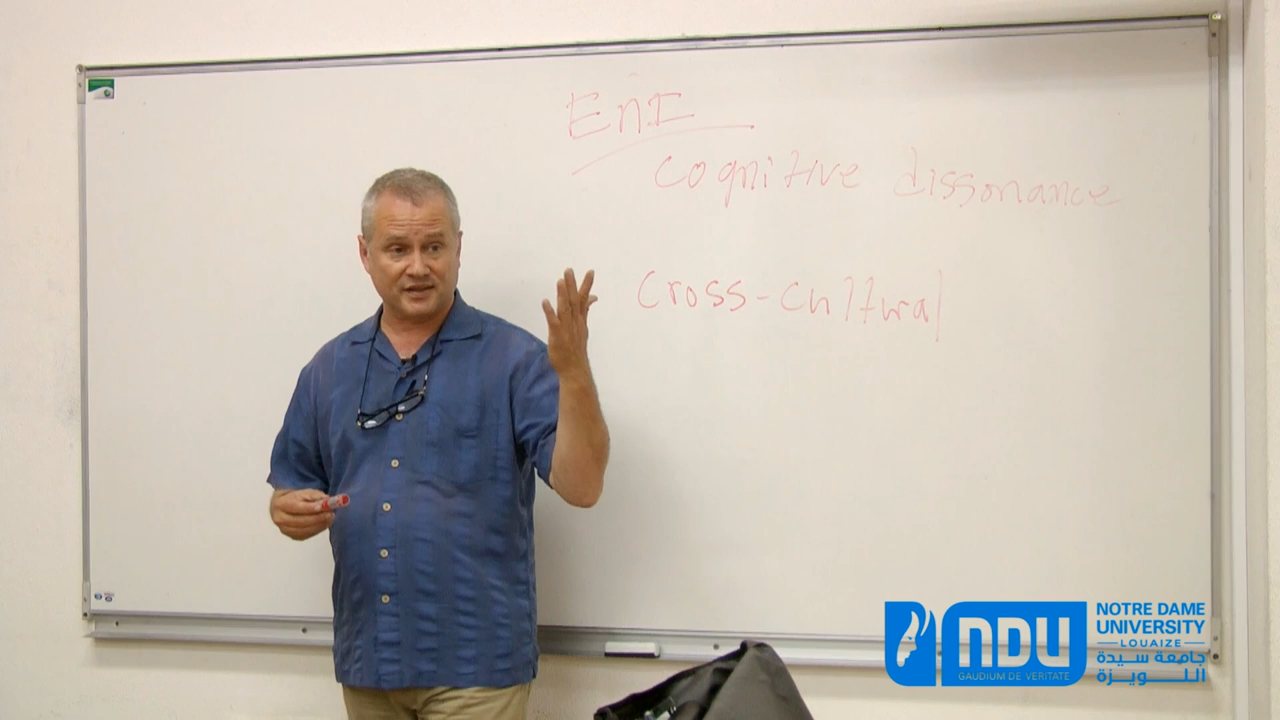 EnI
cognitive dissonance
cross-cultural
NDU
GAUDIUM DE VERITATE
NOTRE DAME
UNIVERSITY
LOUAIZE
جامعة سيدة
اللويزة